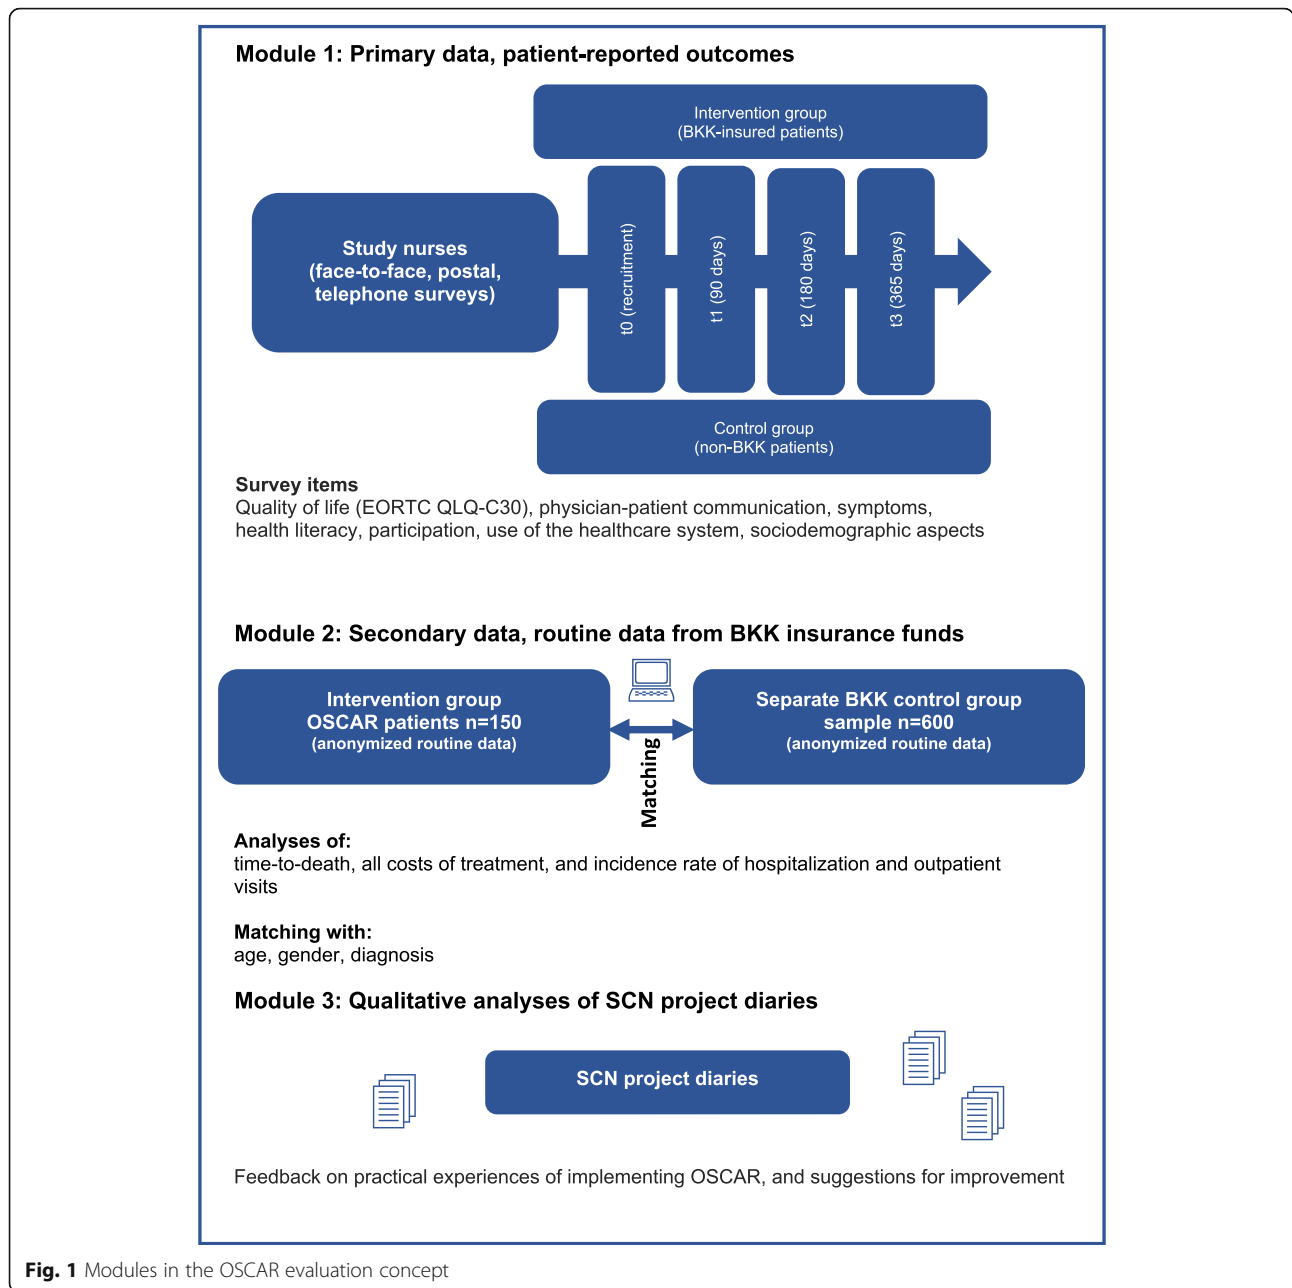 Module 1: Primary data, patient-reported outcomes
Intervention group
(BKK-insured patients)
Study nurses
(face-to-face, postal,
telephone surveys)
t0 (recruitment)
t1 (90 days)
t2 (180 days)
t3 (365 days)
Control group
(non-BKK patients)
Survey items
Quality of life (EORTC QLQ-C30), physician-patient communication, symptoms,
health literacy, participation, use of the healthcare system, sociodemographic aspects
Module 2: Secondary data, routine data from BKK insurance funds
Intervention group
OSCAR patients n=150
(anonymized routine data)
Matching
Separate BKK control group
sample n=600
(anonymized routine data)
Analyses of:
time-to-death, all costs of treatment, and incidence rate of hospitalization and outpatient
visits
Matching with:
age, gender, diagnosis
Module 3: Qualitative analyses of SCN project diaries
SCN project diaries
Feedback on practical experiences of implementing OSCAR, and suggestions for improvement
Fig. 1 Modules in the OSCAR evaluation concept